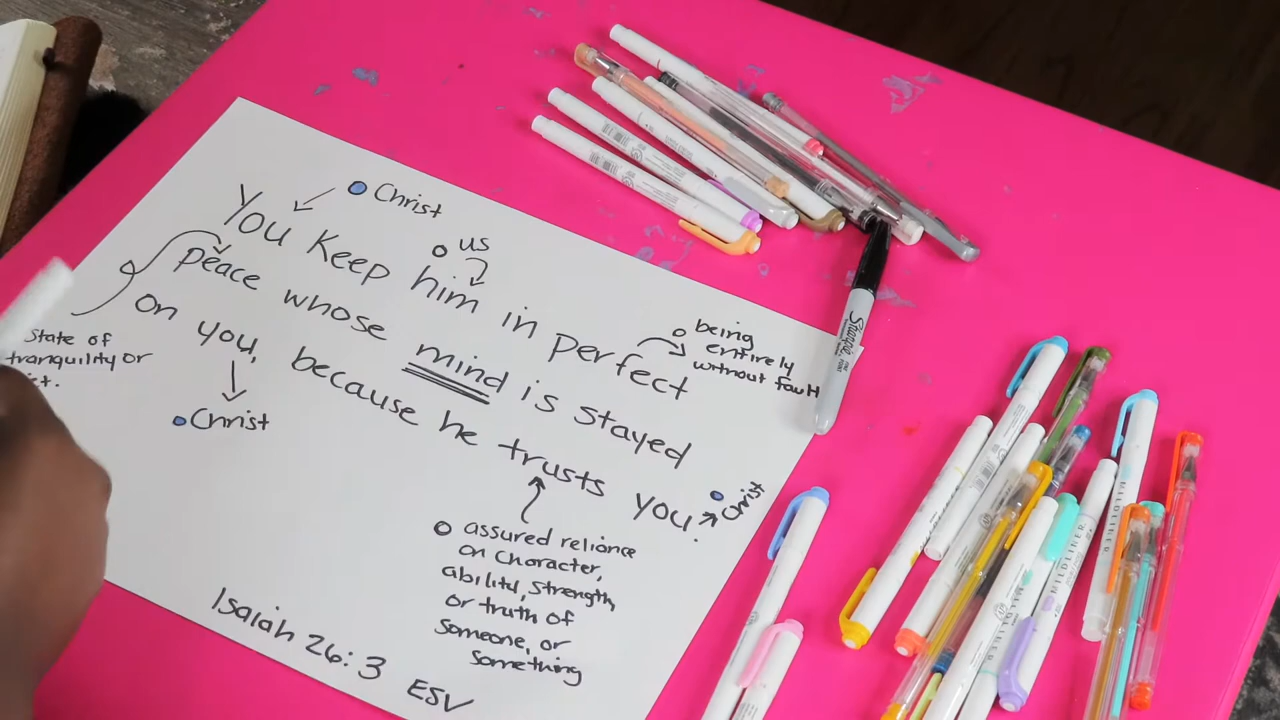 Christ
You Keep him in perfect
us
peace whose mind is stayed
on you, because he trusts you.
being
entirely
without fault
State of
tranquility or
Christ
Christ
assured reliance
on Character,
ability, Strength,
or truth of
Someone, or
Something
Isaiah 26:3 ESV
Sharpie
MILDLINER